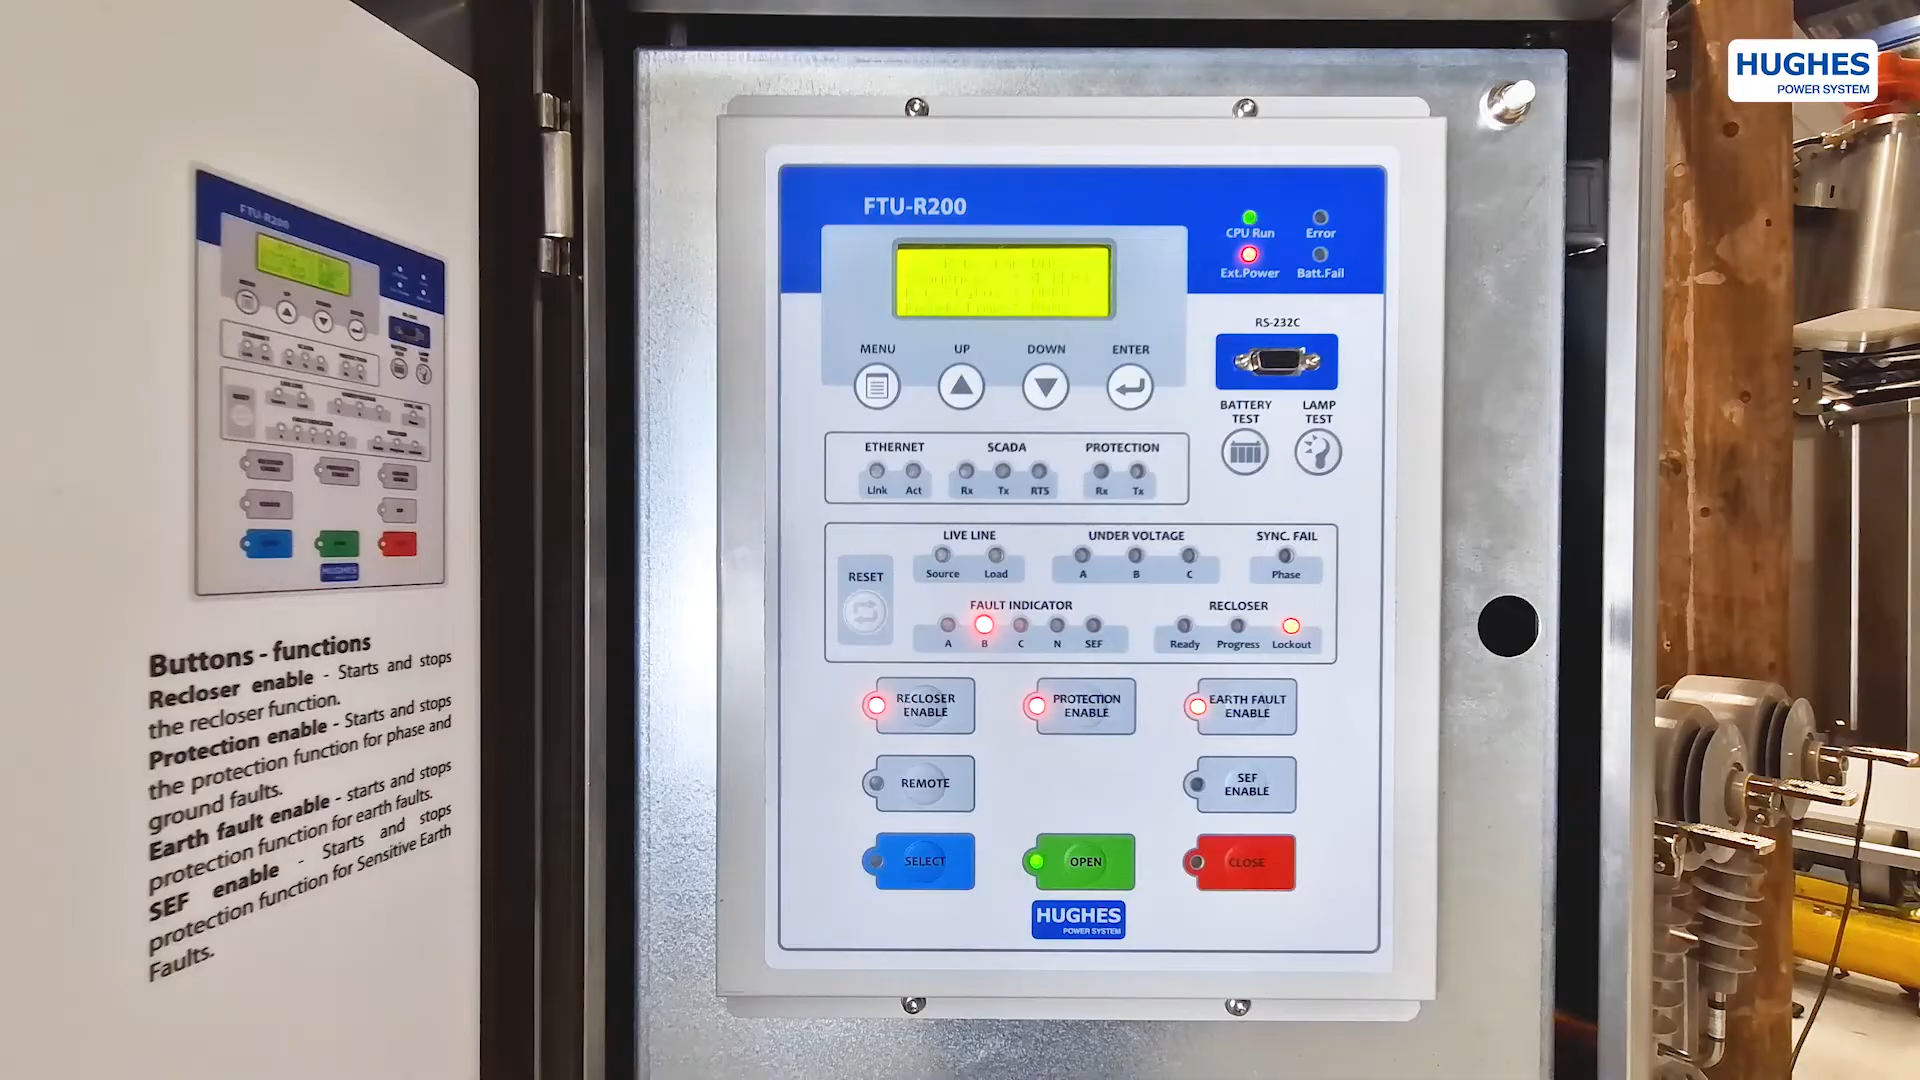 HUGHES
POWER SYSTEM
FTU-R200
Buttons - functions
Recloser enable - Starts and stops
the recloser function.
Protection enable - Starts and stops
the protection function for phase and
ground faults.
Earth fault enable - starts and stops
protection function for earth faults.
SEF enable - Starts and stops
protection function for Sensitive Earth
Faults.
HUGHES
FTU-R200
CPU Run
Error
Ext.Power
Batt.Fail
MENU
UP
DOWN
ENTER
RS-232C
BATTERY
TEST
LAMP
TEST
ETHERNET
SCADA
PROTECTION
Link
Act
Rx
Tx
RTS
Rx
Tx
LIVE LINE
UNDER VOLTAGE
SYNC. FAIL
Source
Load
A
B
C
Phase
RESET
FAULT INDICATOR
RECLOSER
A
B
C
N
SEF
Ready
Progress
Lockout
RECLOSER
ENABLE
PROTECTION
ENABLE
EARTH FAULT
ENABLE
REMOTE
SEF
ENABLE
SELECT
OPEN
CLOSE
HUGHES
POWER SYSTEM